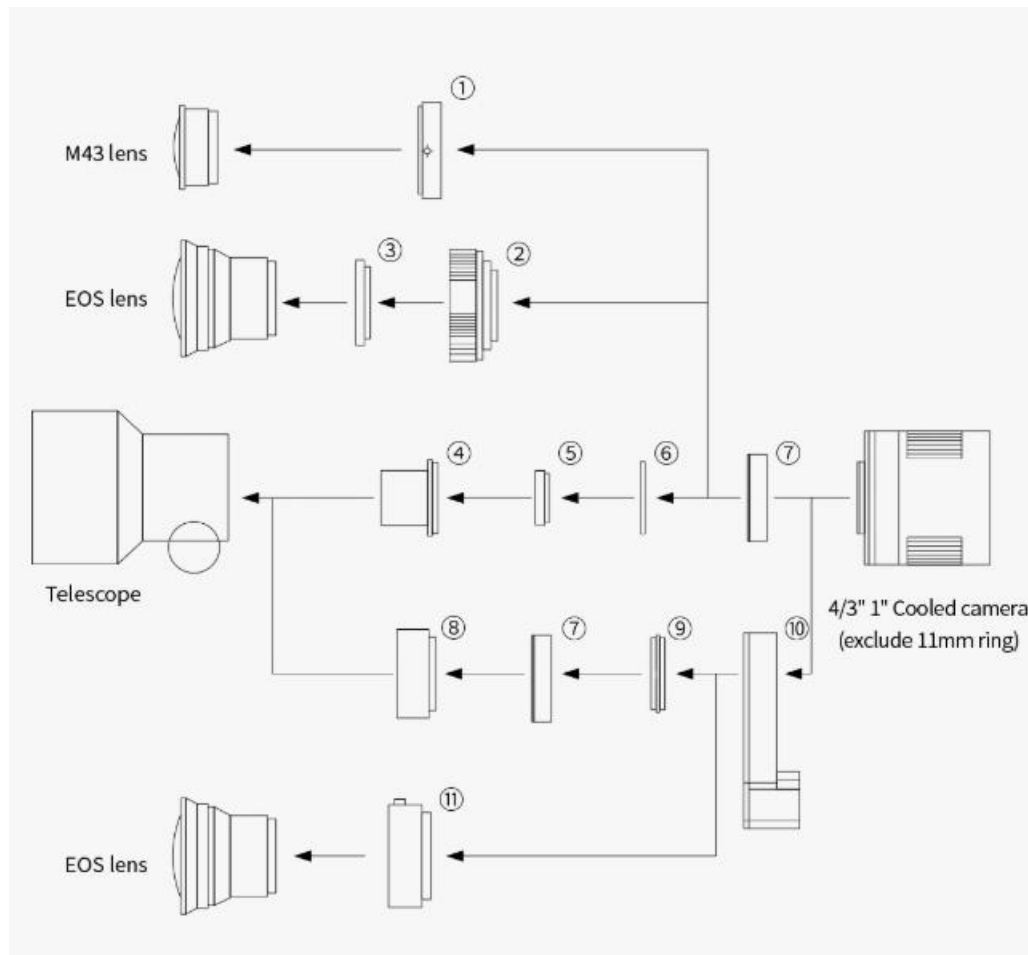 ①
M43 lens
③ ②
EOS lens
④ ⑤ ⑥ ⑦
Telescope
4/3" 1" Cooled camera
(exclude 11mm ring)
⑧ ⑦ ⑨ ⑩
⑪
EOS lens